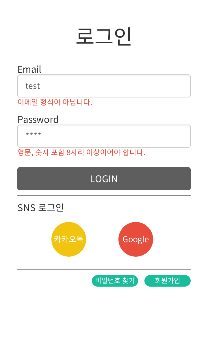 로그인
Email
test
이메일 형식이 아닙니다.
Password
****
영문, 숫자 포함 8자리 이상이어야 합니다.
LOGIN
SNS 로그인
카카오톡
Google
비밀번호 찾기
회원가입